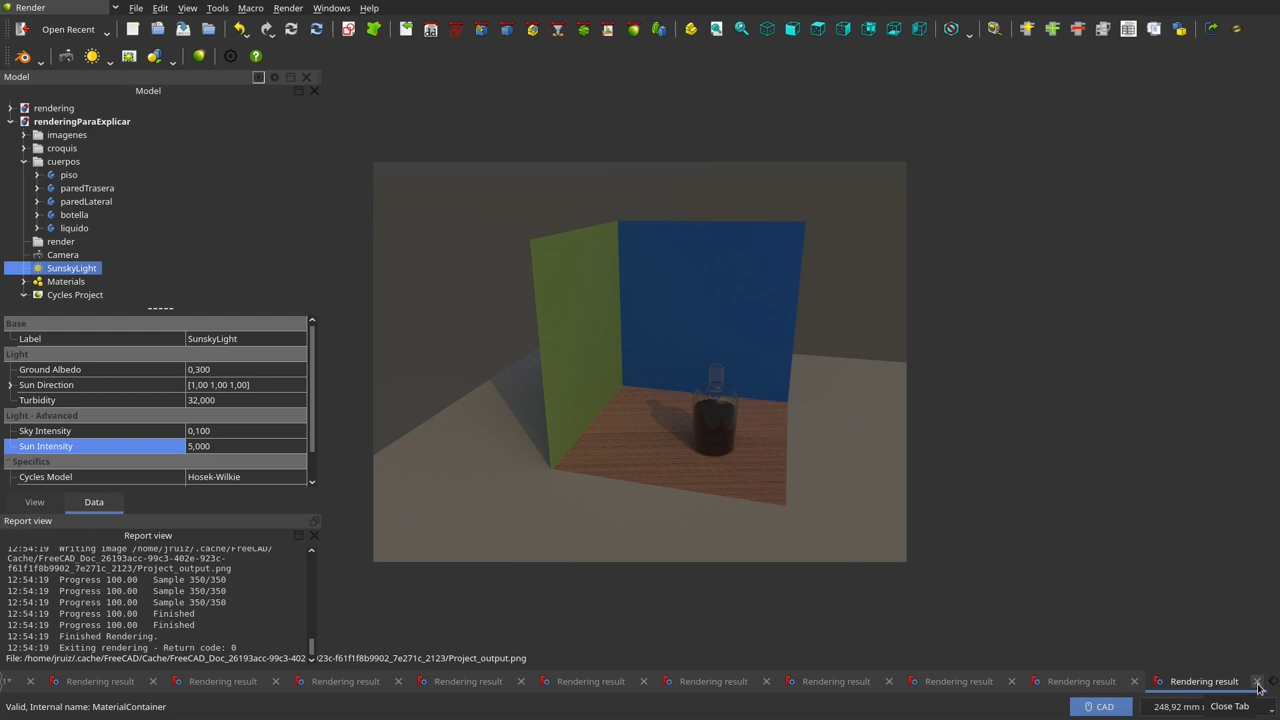 Render
File Edit View Tools Macro Render Windows Help
Open Recent
Model
Model
rendering
renderingParaExplicar
imagenes
croquis
cuerpos
piso
paredTrasera
paredLateral
botella
liquido
render
Camera
SunskyLight
Materials
Cycles Project
Base
Label SunskyLight
Light
Ground Albedo 0,300
Sun Direction [1,00 1,00 1,00]
Turbidity 32,000
Light - Advanced
Sky Intensity 0,100
Sun Intensity 5,000
Specifics
Cycles Model Hosek-Wilkie
View Data
Report view
Report view
12:54:19 Writing image /home/jruiz/.cache/FreeCAD/
Cache/FreeCAD_Doc_26193acc-99c3-402e-923c-
f61f1f8b9902_7e271c_2123/Project_output.png
12:54:19 Progress 100.00 Sample 350/350
12:54:19 Progress 100.00 Sample 350/350
12:54:19 Progress 100.00 Sample 350/350
12:54:19 Progress 100.00 Finished
12:54:19 Progress 100.00 Finished
12:54:19 Finished Rendering.
12:54:19 Exiting rendering - Return code: 0
File: /home/jruiz/.cache/FreeCAD/Cache/FreeCAD_Doc_26193acc-99c3-402 923c-f61f1f8b9902_7e271c_2123/Project_output.png
1* Rendering result Rendering result Rendering result Rendering result Rendering result Rendering result Rendering result Rendering result Rendering result Rendering result
Valid, Internal name: MaterialContainer CAD 248,92 mm Close Tab